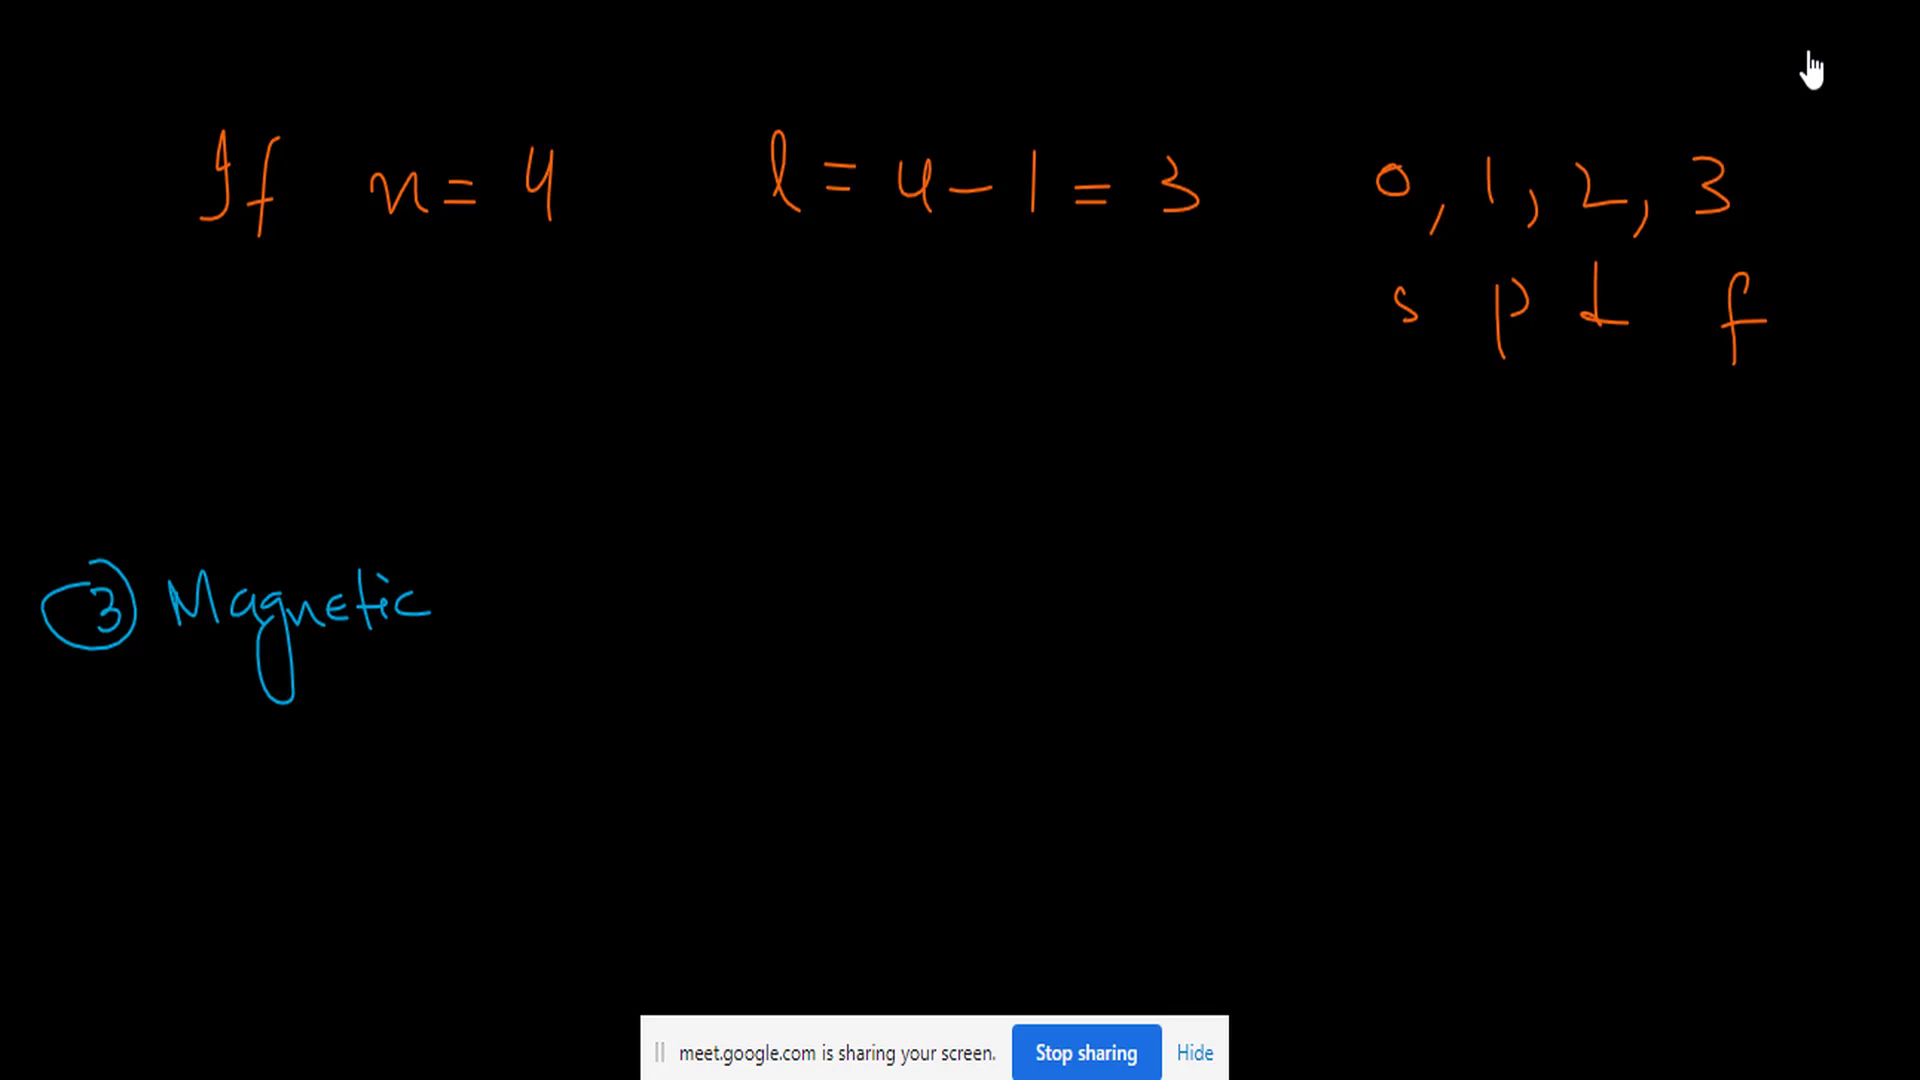 If n = 4 l = 4 - 1 = 3 0, 1, 2, 3
s p d f
3 Magnetic
meet.google.com is sharing your screen. Stop sharing Hide